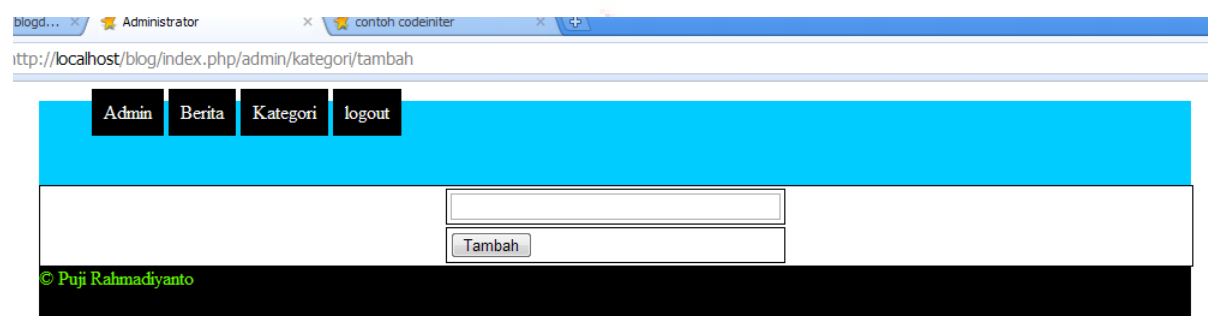 blogd... Administrator contoh codeiniter
ttp://localhost/blog/index.php/admin/kategori/tambah
Admin Berita Kategori logout
Tambah
© Puji Rahmadiyanto